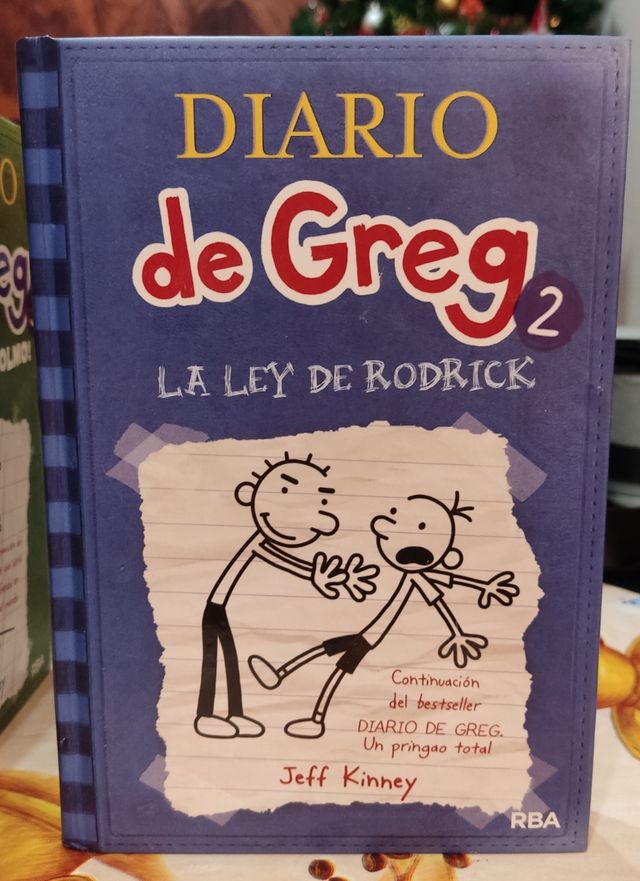 DIARIO
de Greg 2
LA LEY DE RODRICK
Continuación
del bestseller
DIARIO DE GREG.
Un pringao total
Jeff Kinney
RBA